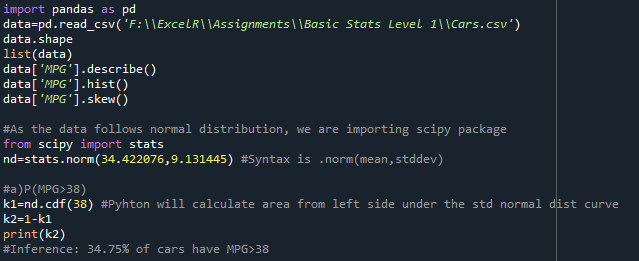 import pandas as pd
data=pd.read_csv('F:\\ExcelR\\Assignments\\Basic Stats Level 1\\Cars.csv')
data.shape
list(data)
data['MPG'].describe()
data['MPG'].hist()
data['MPG'].skew()
#As the data follows normal distribution, we are importing scipy package
from scipy import stats
nd=stats.norm(34.422076,9.131445) #Syntax is .norm(mean,stddev)
#a)P(MPG>38)
k1=nd.cdf(38) #Pyhton will calculate area from left side under the std normal dist curve
k2=1-k1
print(k2)
#Inference: 34.75% of cars have MPG>38